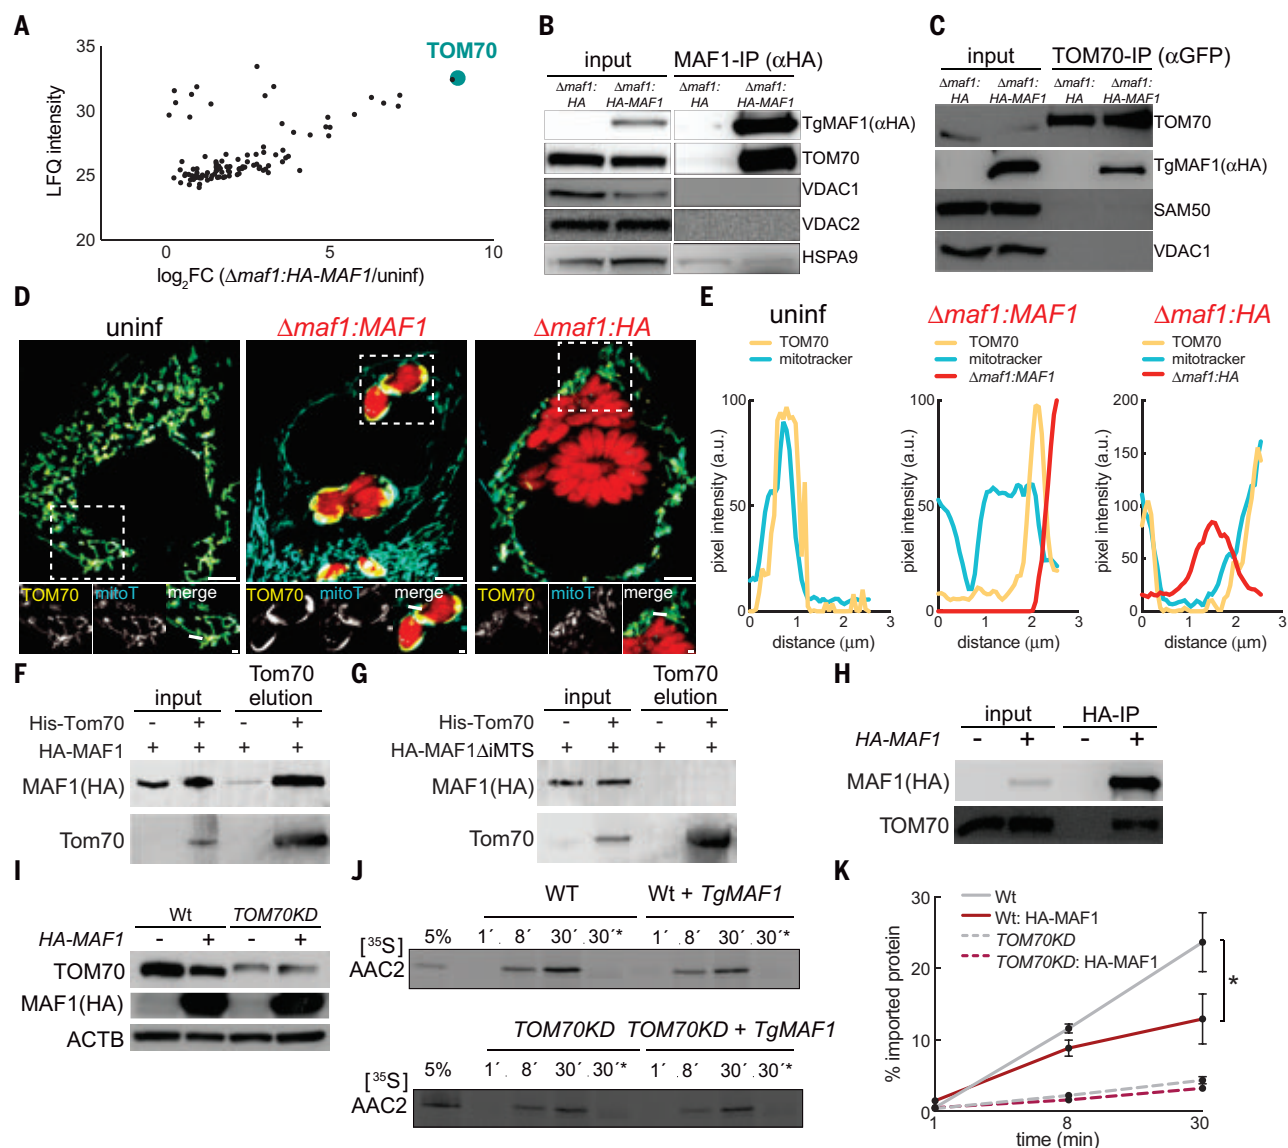 A
35
30
25
20
LFQ intensity
TOM70
0
5
10
log2FC (Δmaf1:HA-MAF1/uninf)
B
input
MAF1-IP (αHA)
Δmaf1: HA
Δmaf1: HA-MAF1
Δmaf1: HA
Δmaf1: HA-MAF1
TgMAF1(αHA)
TOM70
VDAC1
VDAC2
HSPA9
C
input
TOM70-IP (αGFP)
Δmaf1: HA
Δmaf1: HA-MAF1
Δmaf1: HA
Δmaf1: HA-MAF1
TOM70
TgMAF1(αHA)
SAM50
VDAC1
D
uninf
Δmaf1:MAF1
Δmaf1:HA
TOM70
mitoT
merge
TOM70
mitoT
merge
TOM70
mitoT
merge
E
uninf
TOM70
mitotracker
pixel intensity (a.u.)
100
50
0
0
3
distance (μm)
Δmaf1:MAF1
TOM70
mitotracker
Δmaf1:MAF1
pixel intensity (a.u.)
100
50
0
0
1
2
3
distance (μm)
Δmaf1:HA
TOM70
mitotracker
Δmaf1:HA
pixel intensity (a.u.)
200
150
100
50
0
0
1
2
3
distance (μm)
F
input
Tom70 elution
His-Tom70 - + - +
HA-MAF1 + + + +
MAF1(HA)
Tom70
G
input
Tom70 elution
His-Tom70 - + - +
HA-MAF1ΔiMTS + + + +
MAF1(HA)
Tom70
H
input
HA-IP
HA-MAF1 - + - +
MAF1(HA)
TOM70
I
Wt
TOM70KD
HA-MAF1 - + - +
TOM70
MAF1(HA)
ACTB
J
WT
Wt + TgMAF1
5% 1´ 8´ 30´ 30´* 1´ 8´ 30´ 30´*
[35S]
AAC2
TOM70KD
TOM70KD + TgMAF1
5% 1´ 8´ 30´ 30´* 1´ 8´ 30´ 30´*
[35S]
AAC2
K
Wt
Wt: HA-MAF1
TOM70KD
TOM70KD: HA-MAF1
% imported protein
30
20
10
0
*
1
8
30
time (min)